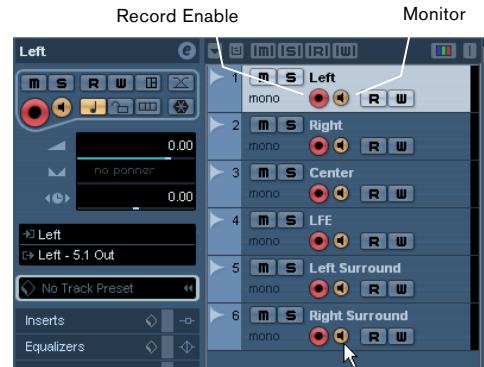 Record Enable Monitor
Left e [m] [S] [R] [W]
m S R W 1 m S Left
mono R W
2 m S Right
0.00 mono R W
no panner 3 m S Center
0.00 mono R W
4 m S LFE
Left mono R W
Left - 5.1 Out 5 m S Left Surround
No Track Preset mono R W
Inserts 6 m S Right Surround
Equalizers mono R W